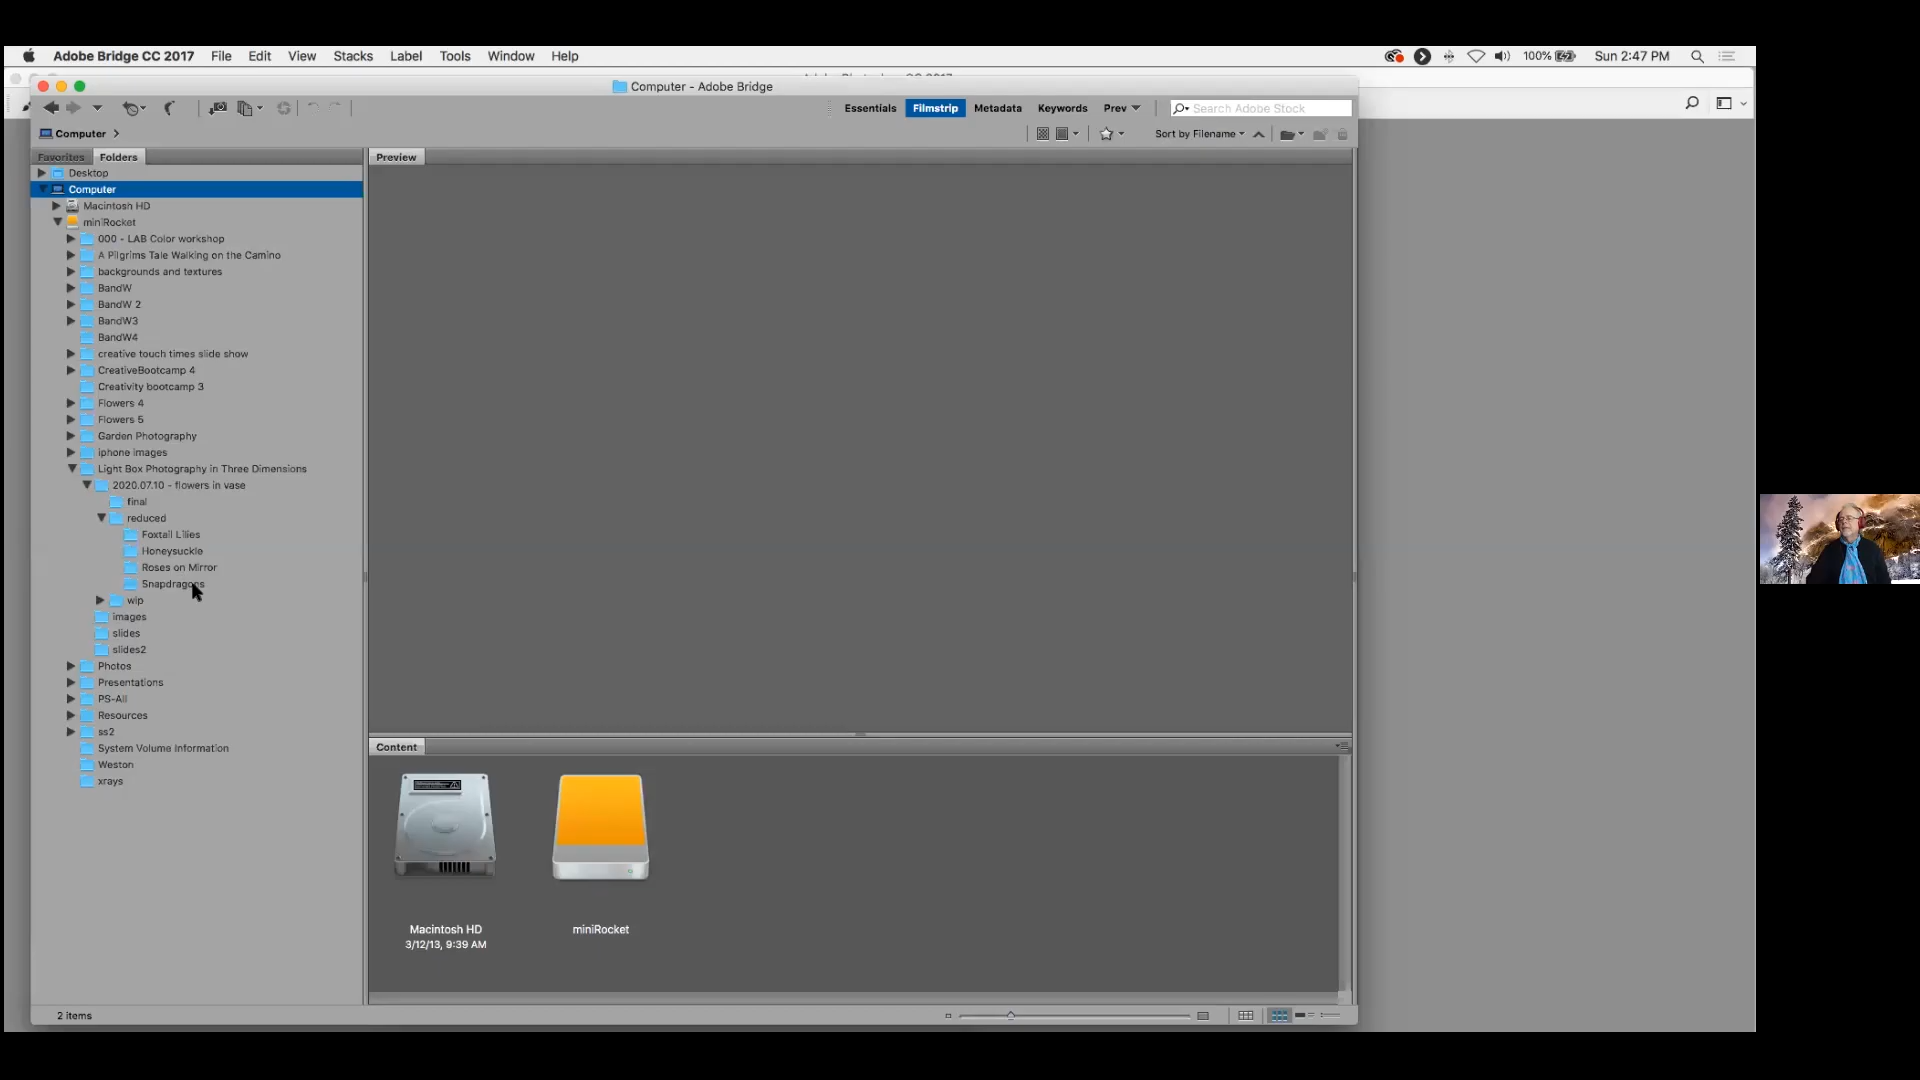 Adobe Bridge CC 2017 File Edit View Stacks Label Tools Window Help 100% Sun 2:47 PM
Computer - Adobe Bridge
Essentials Filmstrip Metadata Keywords Prev Search Adobe Stock
Computer Sort by Filename
Favorites Folders Preview
Desktop
Computer
Macintosh HD
miniRocket
000 - LAB Color workshop
A Pilgrims Tale Walking on the Camino
backgrounds and textures
BandW
BandW 2
BandW3
BandW4
creative touch times slide show
CreativeBootcamp 4
Creativity bootcamp 3
Flowers 4
Flowers 5
Garden Photography
iphone images
Light Box Photography in Three Dimensions
2020.07.10 - flowers in vase
final
reduced
Foxtail Lilies
Honeysuckle
Roses on Mirror
Snapdragons
wip
images
slides
slides2
Photos
Presentations
PS-All
Resources
ss2
System Volume Information
Weston
xrays
Content
Macintosh HD
3/12/13, 9:39 AM
miniRocket
2 items